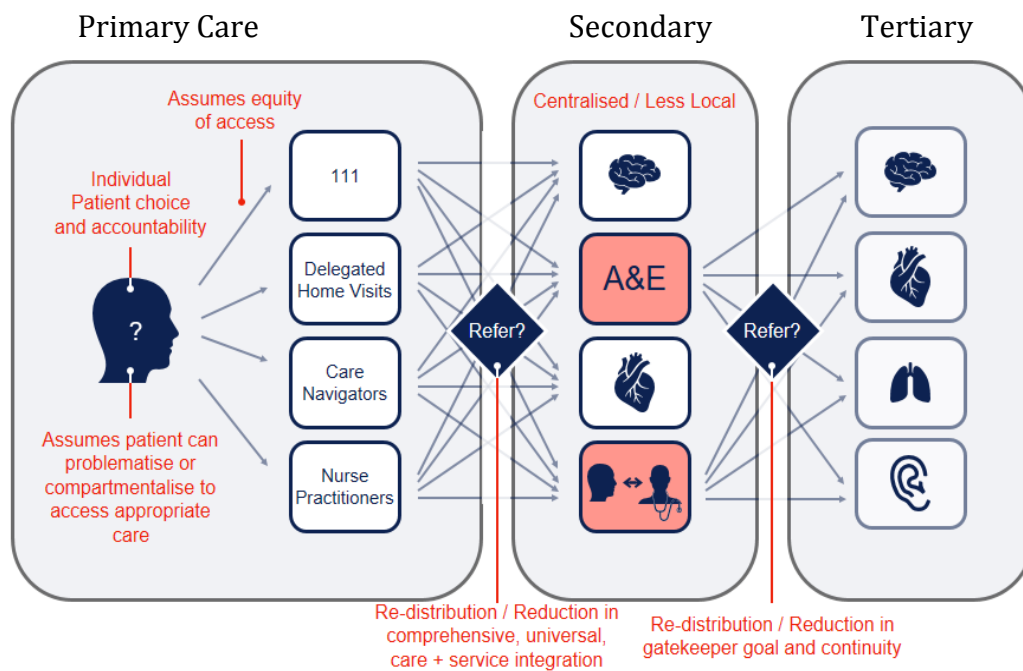 Primary Care
Secondary
Tertiary
Assumes equity
of access
Individual
Patient choice
and accountability
?
Assumes patient can
problematise or
compartmentalise to
access appropriate
care
111
Delegated
Home Visits
Care
Navigators
Nurse
Practitioners
Refer?
Re-distribution / Reduction in
comprehensive, universal,
care + service integration
Centralised / Less Local
A&E
Refer?
Re-distribution / Reduction in
gatekeeper goal and continuity